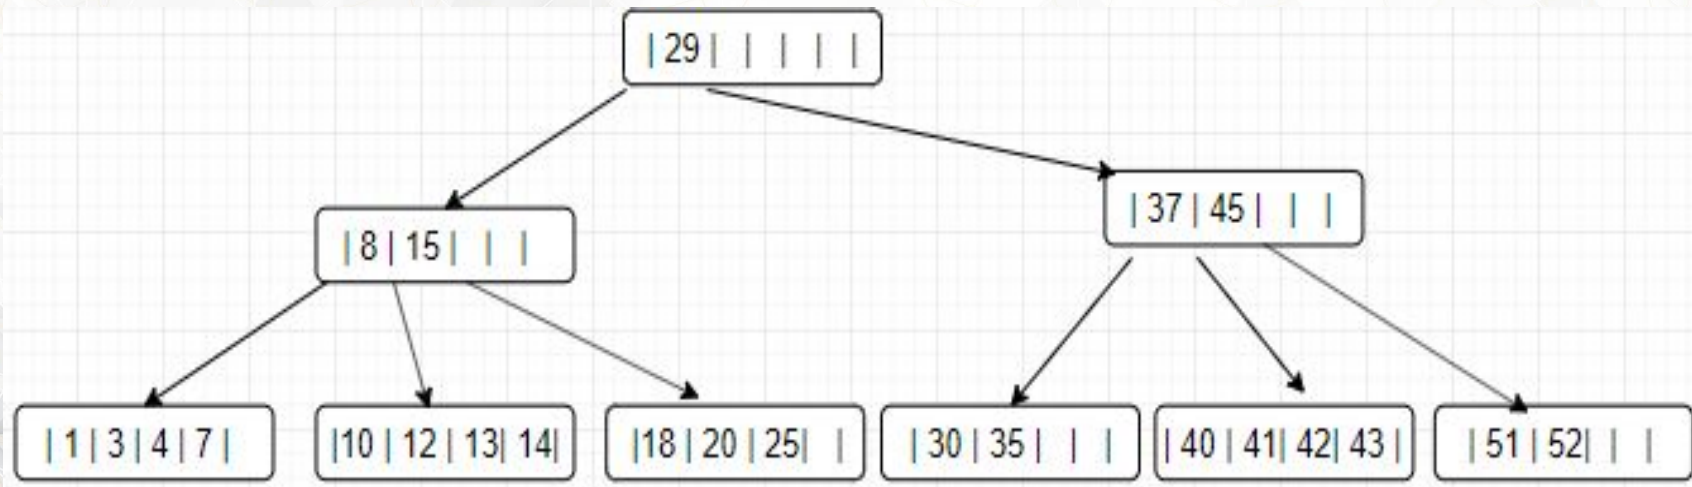 | 29 | | | | |
| 8 | 15 | | |
| 37 | 45 | | |
| 1 | 3 | 4 | 7 |
|10 | 12 | 13| 14|
|18 | 20 | 25| |
| 30 | 35 | | |
| 40 | 41| 42| 43 |
| 51 | 52| | |